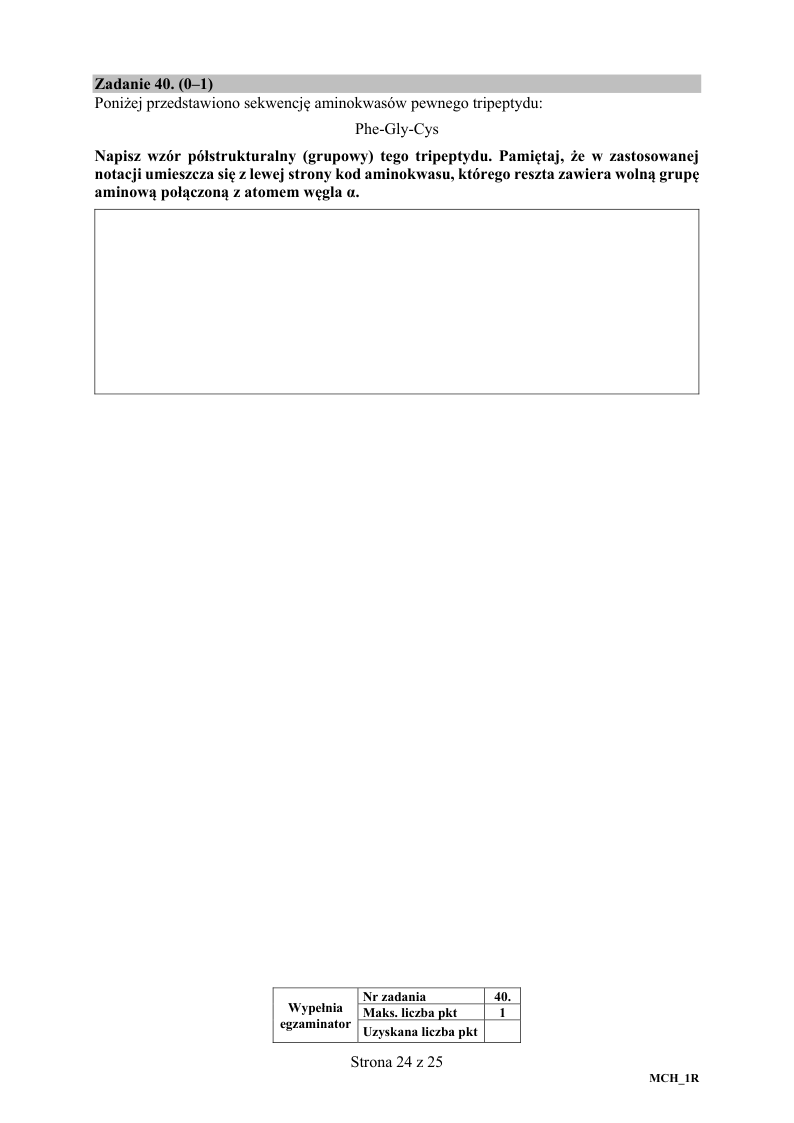 Zadanie 40. (0–1)
Poniżej przedstawiono sekwencję aminokwasów pewnego tripeptydu:
Phe-Gly-Cys
Napisz wzór półstrukturalny (grupowy) tego tripeptydu. Pamiętaj, że w zastosowanej
notacji umieszcza się z lewej strony kod aminokwasu, którego reszta zawiera wolną grupę
aminową połączoną z atomem węgla α.
Wypełnia
egzaminator
Nr zadania
40.
Maks. liczba pkt
1
Uzyskana liczba pkt
Strona 24 z 25
MCH_1R